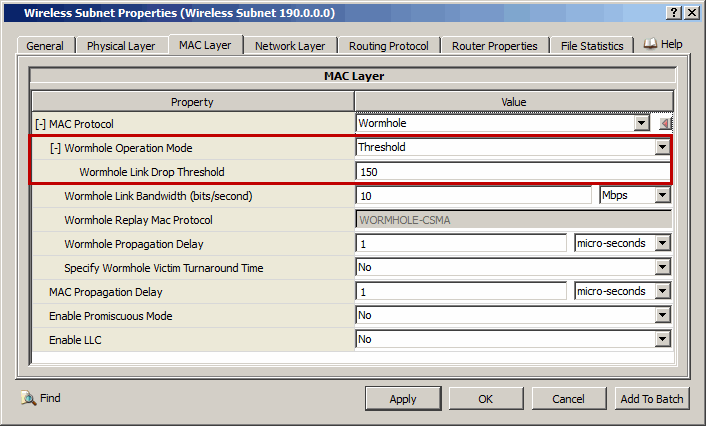 Wireless Subnet Properties (Wireless Subnet 190.0.0.0)
General Physical Layer MAC Layer Network Layer Routing Protocol Router Properties File Statistics Help
MAC Layer
Property Value
[-] MAC Protocol Wormhole
[-] Wormhole Operation Mode Threshold
Wormhole Link Drop Threshold 150
Wormhole Link Bandwidth (bits/second) 10 Mbps
Wormhole Replay Mac Protocol WORMHOLE-CSMA
Wormhole Propagation Delay 1 micro-seconds
Specify Wormhole Victim Turnaround Time No
MAC Propagation Delay 1 micro-seconds
Enable Promiscuous Mode No
Enable LLC No
Find Apply OK Cancel Add To Batch